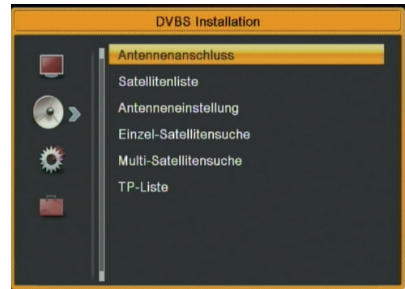 DVBS Installation
Antennenanschluss
Satellitenliste
Antenneneinstellung
Einzel-Satellitensuche
Multi-Satellitensuche
TP-Liste